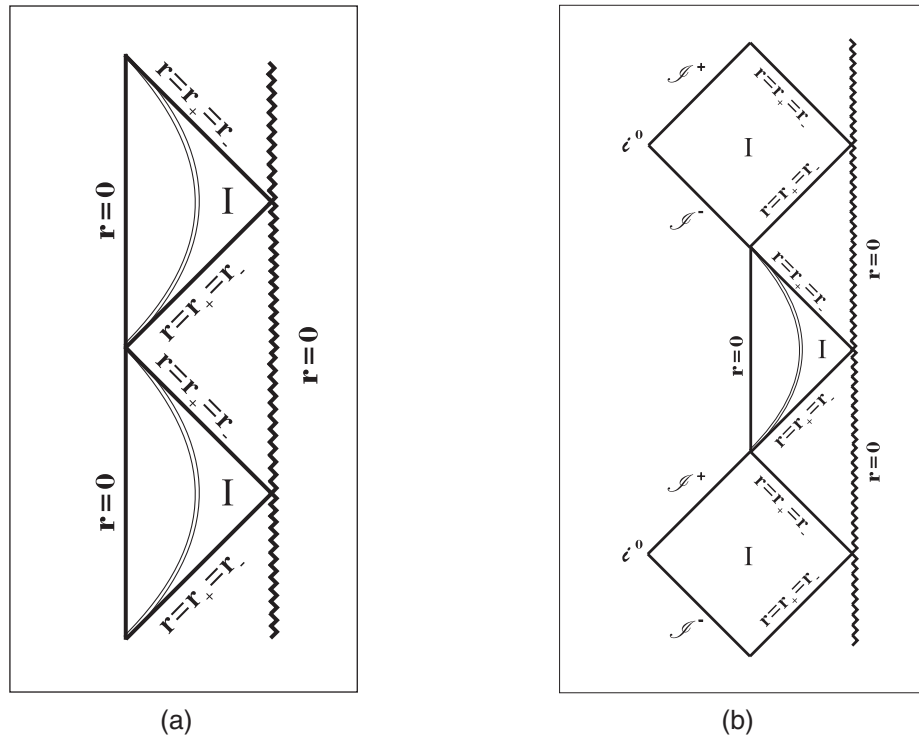 r=r₊=r₋
r=0
I
r=r₊=r₋
r=0
r=r₊=r₋
r=0
I
r=r₊=r₋
(a)
ℐ⁺
r=r₊=r₋
i⁰
I
ℐ⁻
r=r₊=r₋
r=0
r=r₊=r₋
r=0
I
r=r₊=r₋
r=0
ℐ⁺
r=r₊=r₋
i⁰
I
ℐ⁻
r=r₊=r₋
(b)